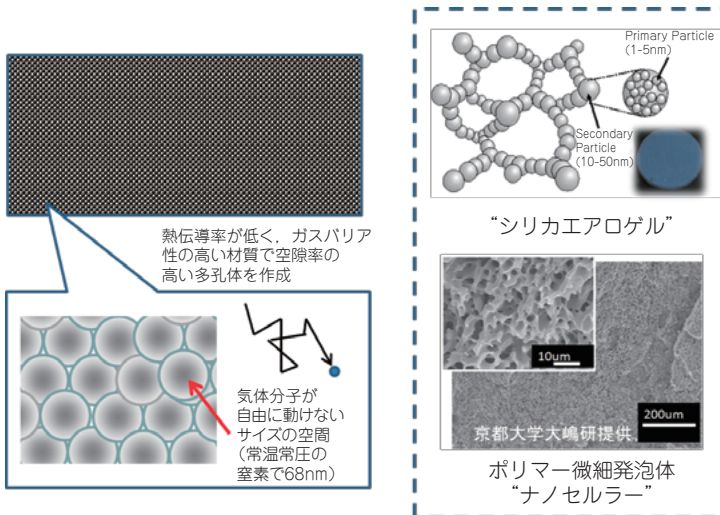 熱伝導率が低く，ガスバリア
性の高い材質で空隙率の
高い多孔体を作成
気体分子が
自由に動けない
サイズの空間
（常温常圧の
窒素で68nm）
Primary Particle
(1-5nm)
Secondary
Particle
(10-50nm)
“シリカエアロゲル”
10um
200um
京都大学大嶋研提供
ポリマー微細発泡体
“ナノセルラー”